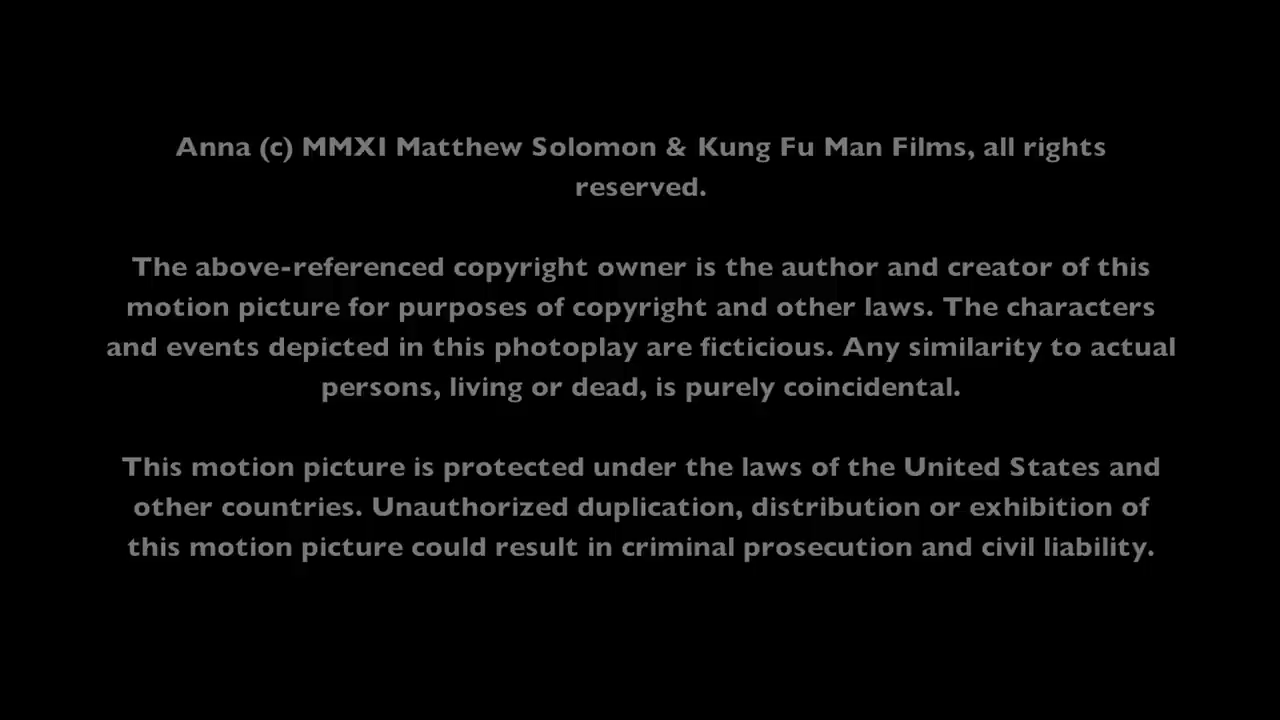 Anna (c) MMXI Matthew Solomon & Kung Fu Man Films, all rights
reserved.
The above-referenced copyright owner is the author and creator of this
motion picture for purposes of copyright and other laws. The characters
and events depicted in this photoplay are ficticious. Any similarity to actual
persons, living or dead, is purely coincidental.
This motion picture is protected under the laws of the United States and
other countries. Unauthorized duplication, distribution or exhibition of
this motion picture could result in criminal prosecution and civil liability.